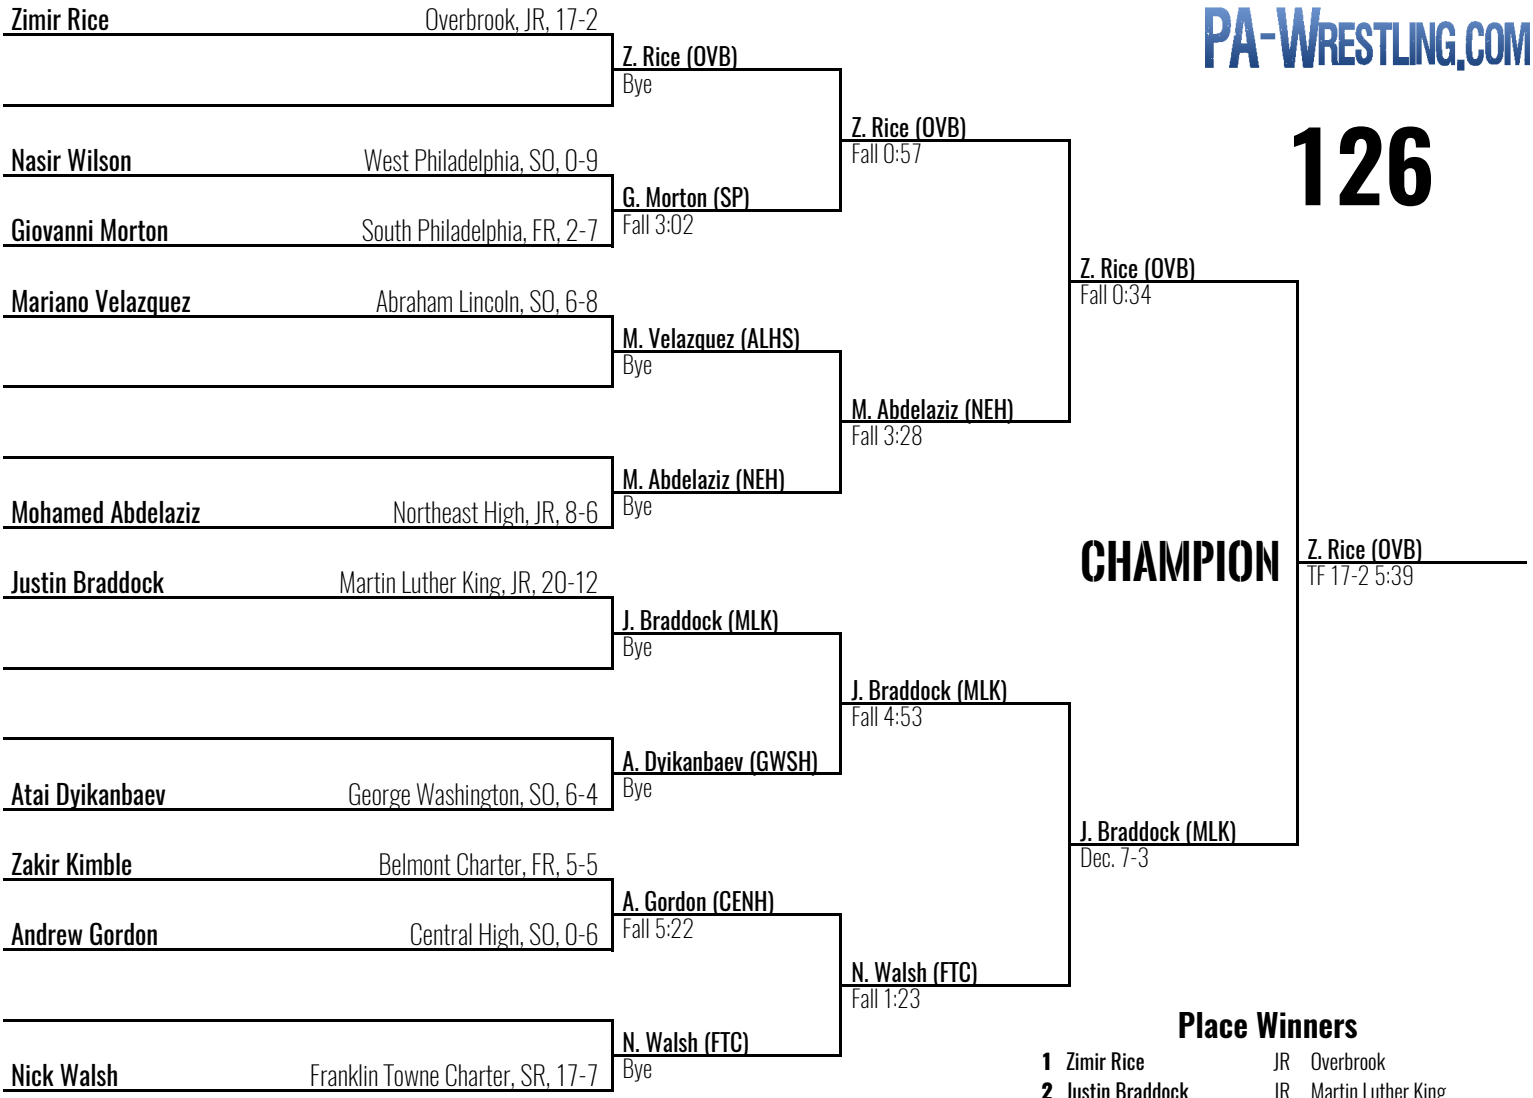 Zimir Rice Overbrook, JR, 17-2
PA-WRESTLING.COM
Z. Rice (OVB)
Bye
126
Z. Rice (OVB)
Fall 0:57
Nasir Wilson West Philadelphia, SO, 0-9
G. Morton (SP)
Fall 3:02
Giovanni Morton South Philadelphia, FR, 2-7
Z. Rice (OVB)
Fall 0:34
Mariano Velazquez Abraham Lincoln, SO, 6-8
M. Velazquez (ALHS)
Bye
M. Abdelaziz (NEH)
Fall 3:28
M. Abdelaziz (NEH)
Bye
Mohamed Abdelaziz Northeast High, JR, 8-6
CHAMPION
Z. Rice (OVB)
TF 17-2 5:39
Justin Braddock Martin Luther King, JR, 20-12
J. Braddock (MLK)
Bye
J. Braddock (MLK)
Fall 4:53
A. Dyikanbaev (GWSH)
Bye
Atai Dyikanbaev George Washington, SO, 6-4
J. Braddock (MLK)
Dec. 7-3
Zakir Kimble Belmont Charter, FR, 5-5
A. Gordon (CENH)
Fall 5:22
Andrew Gordon Central High, SO, 0-6
N. Walsh (FTC)
Fall 1:23
N. Walsh (FTC)
Bye
Nick Walsh Franklin Towne Charter, SR, 17-7
Place Winners
1 Zimir Rice JR Overbrook
2 Justin Braddock JR Martin Luther King